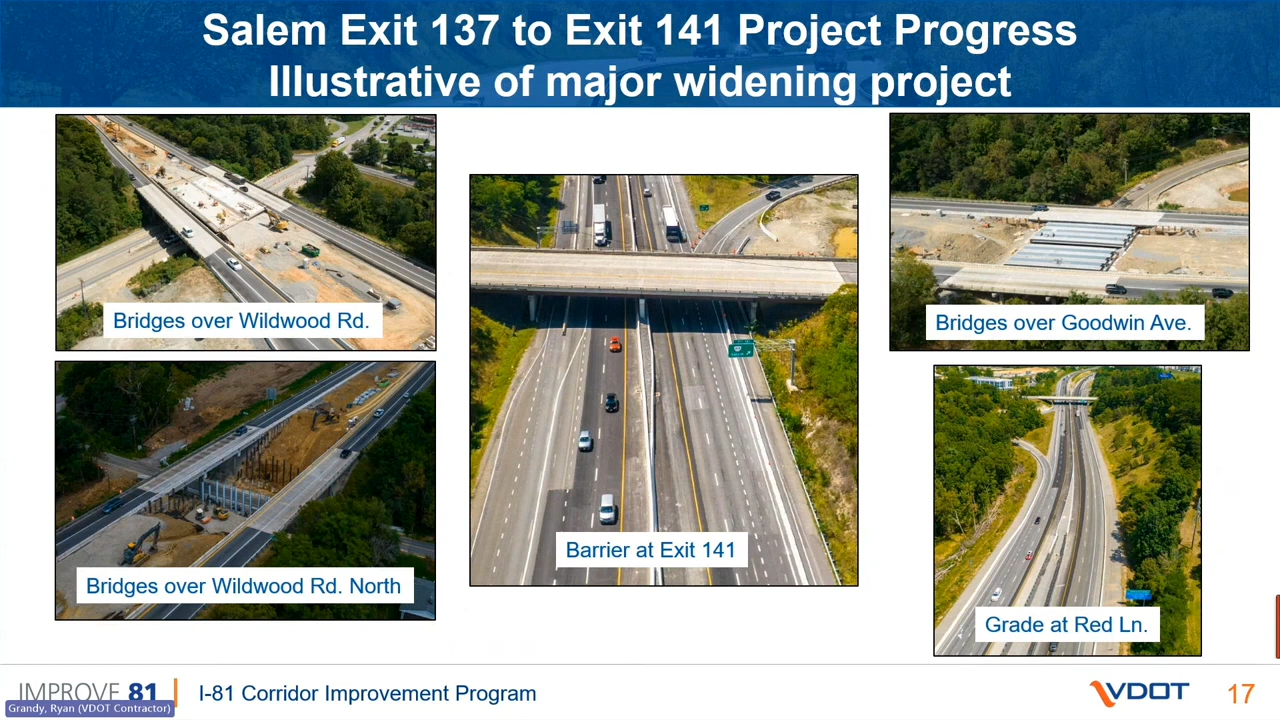 Salem Exit 137 to Exit 141 Project Progress
Illustrative of major widening project
Bridges over Wildwood Rd.
Bridges over Wildwood Rd. North
Barrier at Exit 141
Bridges over Goodwin Ave.
Grade at Red Ln.
IMPROVE 81
I-81 Corridor Improvement Program
VDOT
17
Grandy, Ryan (VDOT Contractor)